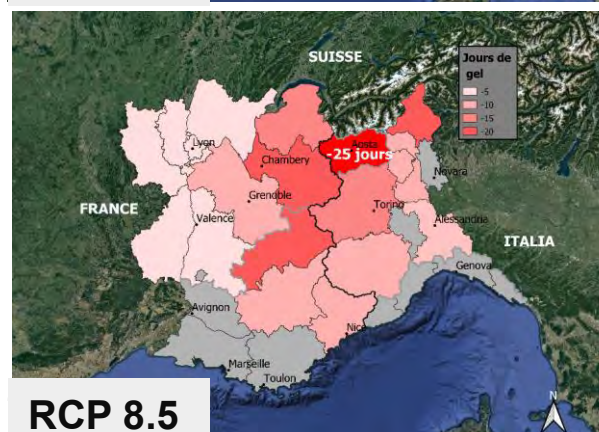 SUISSE
Jours de
gel
-5
-10
-15
-20
Lyon
Aosta
-25 jours
Chambery
Novara
Grenoble
Torino
FRANCE
Valence
Alessandria
ITALIA
Genova
Avignon
Nice
Marseille
Toulon
N
RCP 8.5